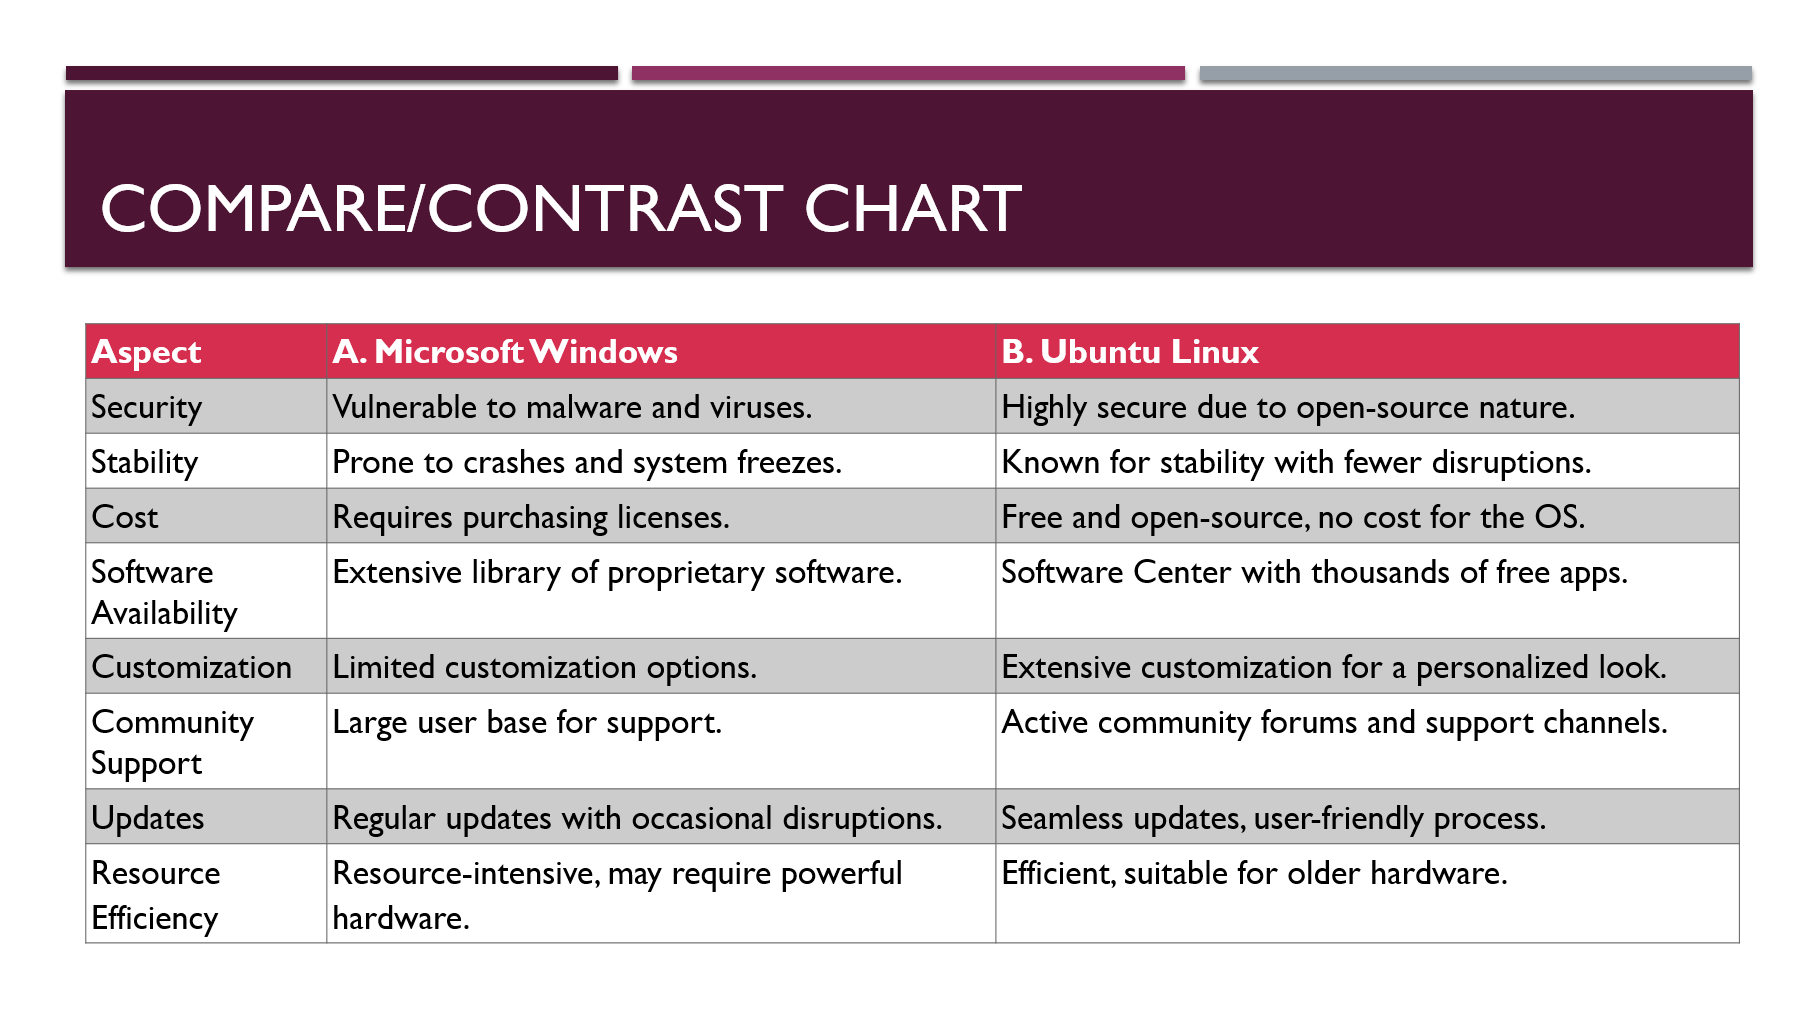 COMPARE/CONTRAST CHART
Aspect A. Microsoft Windows B. Ubuntu Linux
Security Vulnerable to malware and viruses. Highly secure due to open-source nature.
Stability Prone to crashes and system freezes. Known for stability with fewer disruptions.
Cost Requires purchasing licenses. Free and open-source, no cost for the OS.
Software Extensive library of proprietary software. Software Center with thousands of free apps.
Availability
Customization Limited customization options. Extensive customization for a personalized look.
Community Large user base for support. Active community forums and support channels.
Support
Updates Regular updates with occasional disruptions. Seamless updates, user-friendly process.
Resource Resource-intensive, may require powerful Efficient, suitable for older hardware.
Efficiency hardware.